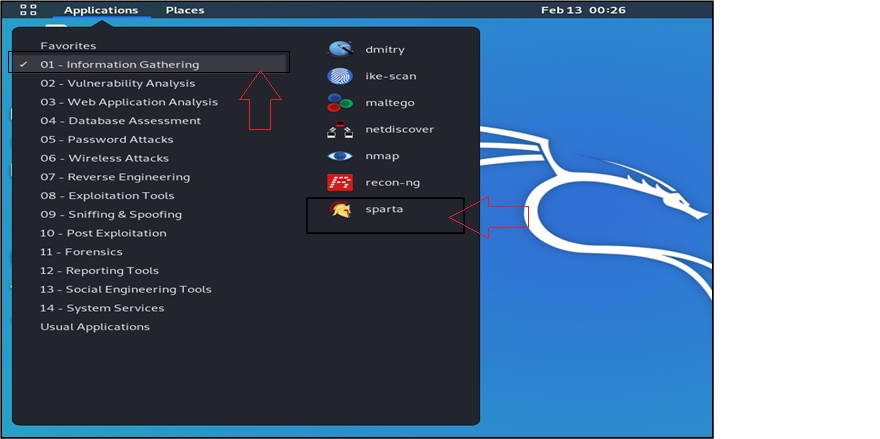 Applications Places Feb 13 00:26
Favorites
✓ 01 - Information Gathering
02 - Vulnerability Analysis
03 - Web Application Analysis
04 - Database Assessment
05 - Password Attacks
06 - Wireless Attacks
07 - Reverse Engineering
08 - Exploitation Tools
09 - Sniffing & Spoofing
10 - Post Exploitation
11 - Forensics
12 - Reporting Tools
13 - Social Engineering Tools
14 - System Services
Usual Applications
dmitry
ike-scan
maltego
netdiscover
nmap
recon-ng
sparta